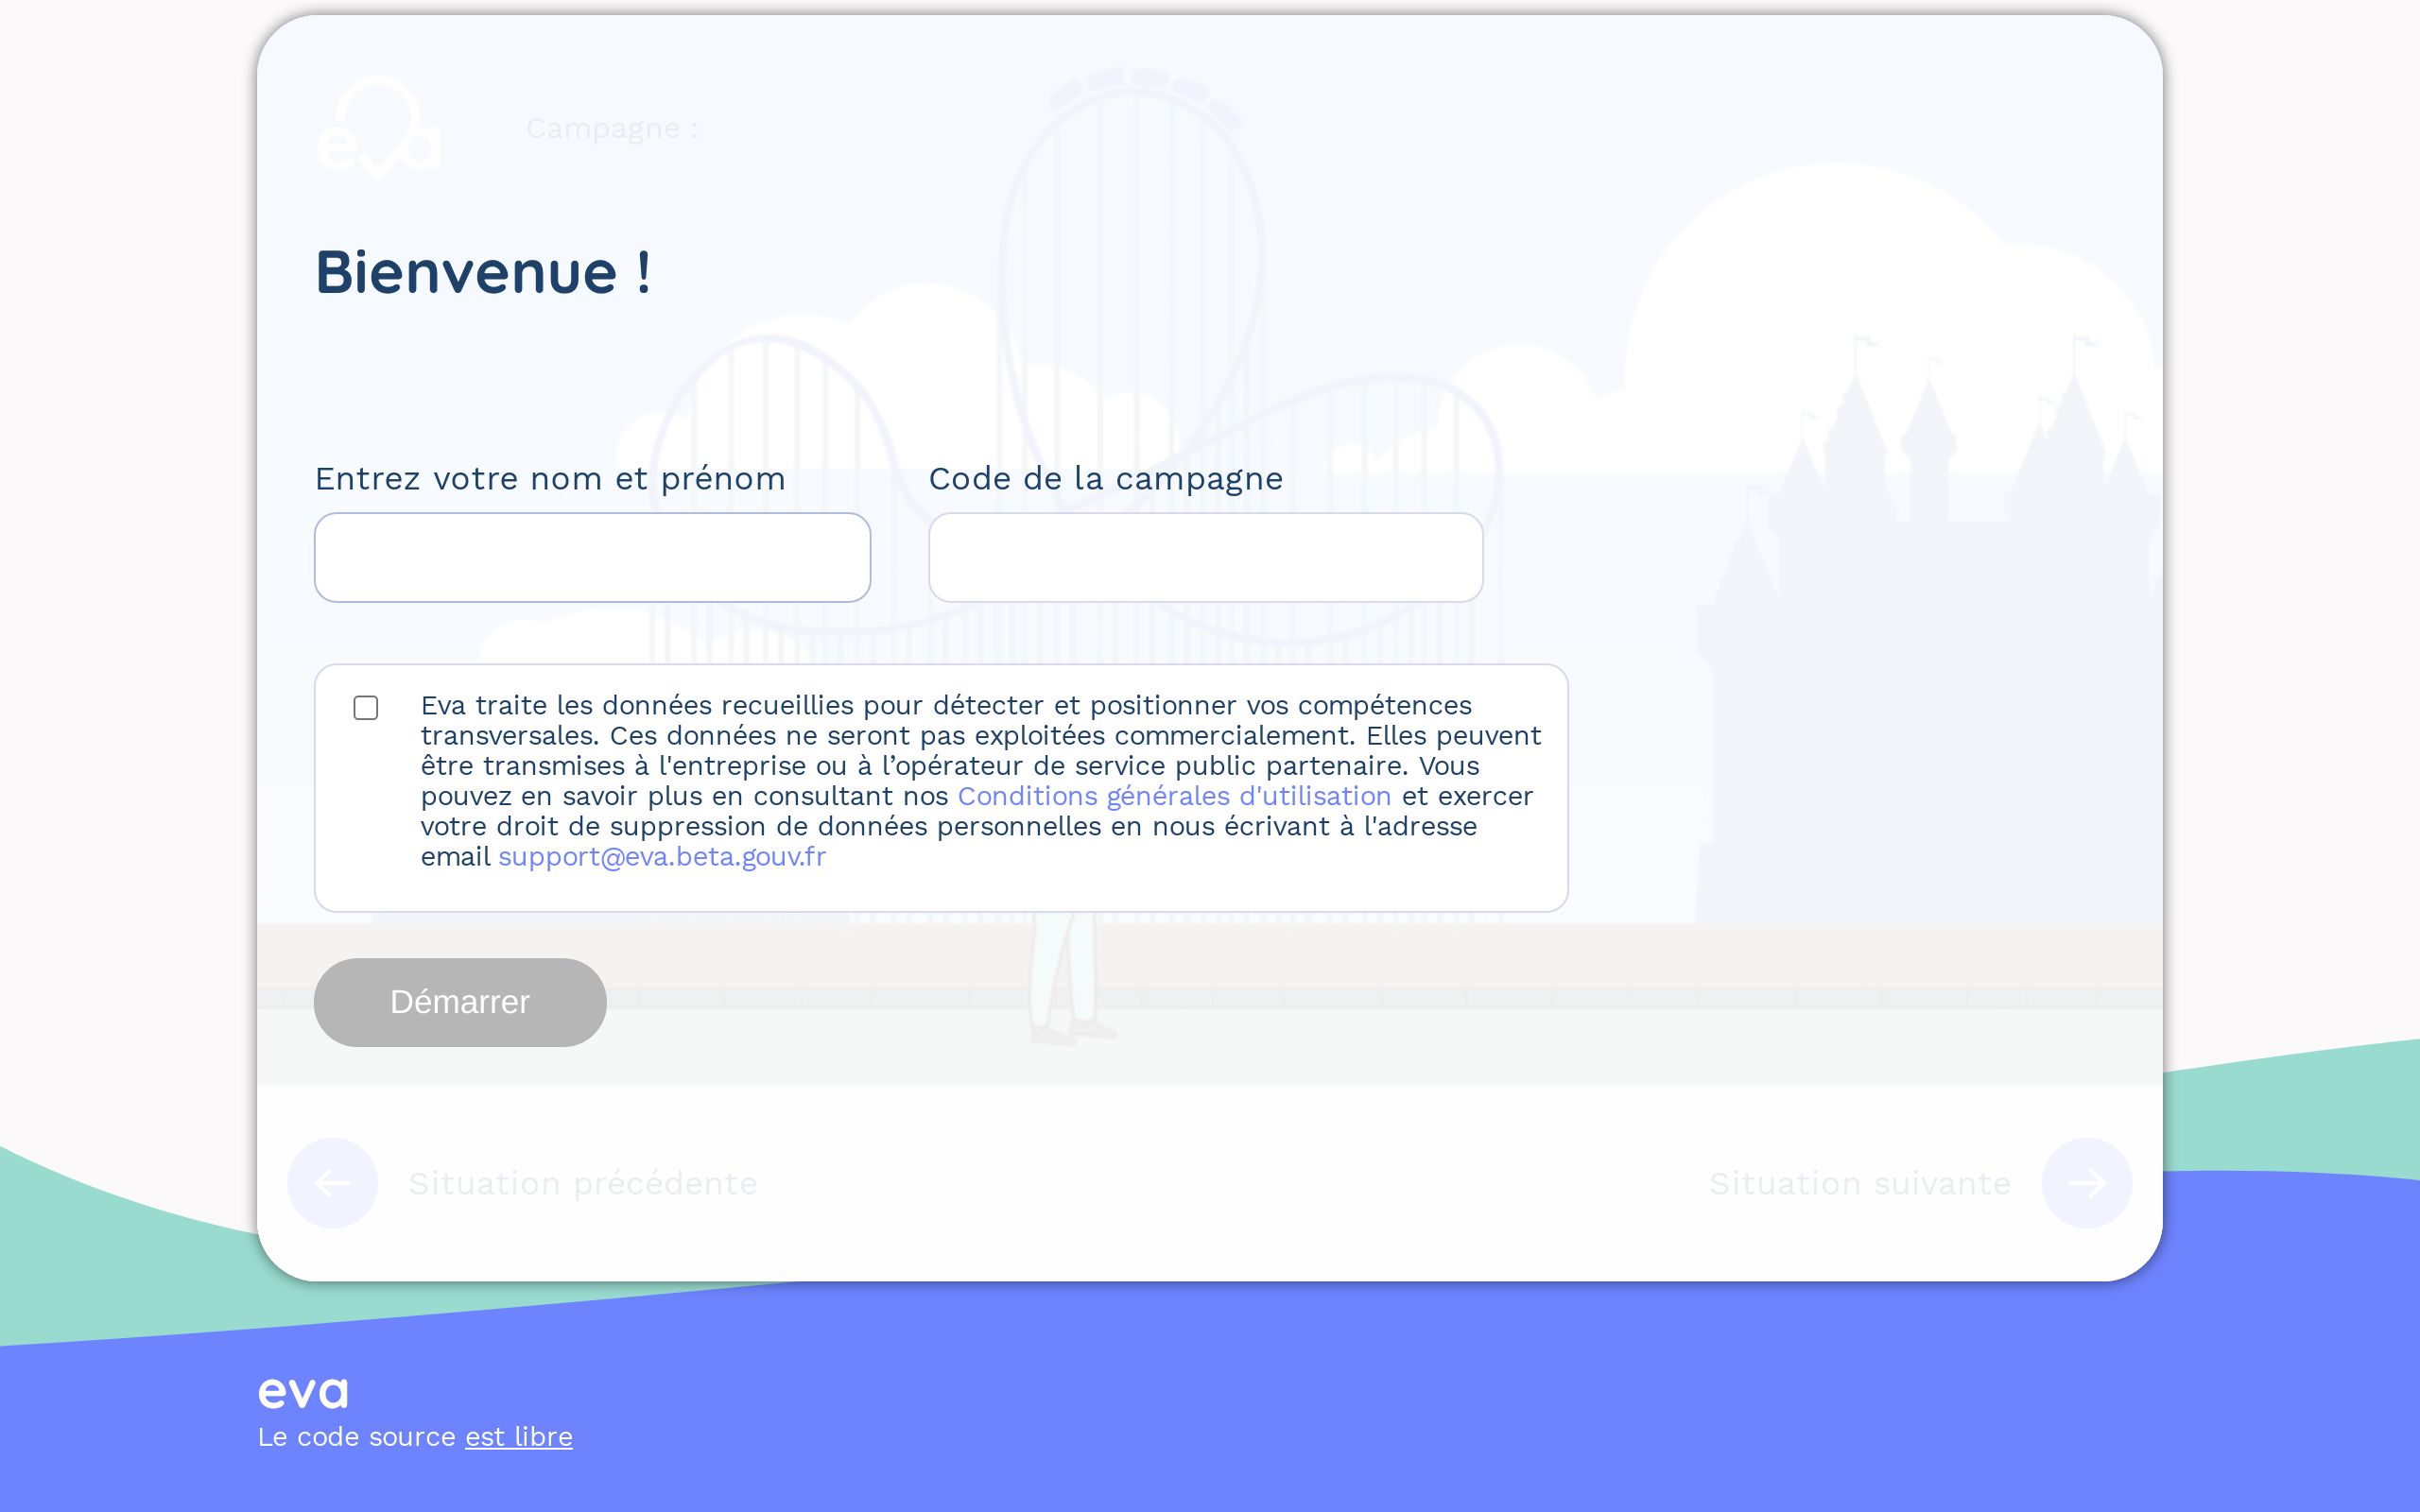 eva
Campagne :
Bienvenue !
Entrez votre nom et prénom
Code de la campagne
Eva traite les données recueillies pour détecter et positionner vos compétences
transversales. Ces données ne seront pas exploitées commercialement. Elles peuvent
être transmises à l'entreprise ou à l’opérateur de service public partenaire. Vous
pouvez en savoir plus en consultant nos Conditions générales d'utilisation et exercer
votre droit de suppression de données personnelles en nous écrivant à l'adresse
email support@eva.beta.gouv.fr
Démarrer
Situation précédente
Situation suivante
eva
Le code source est libre